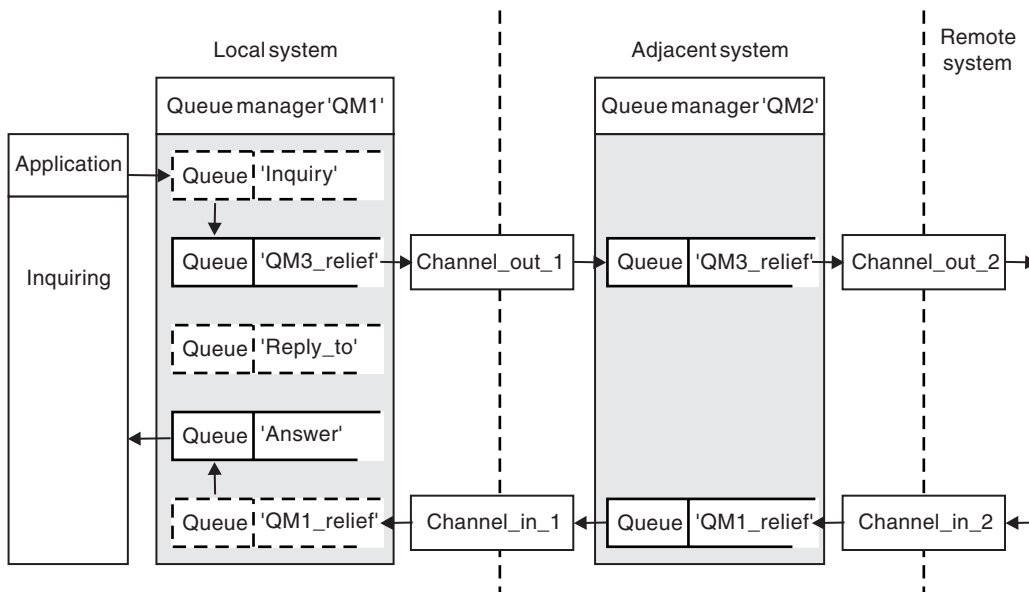 Local system
Adjacent system
Remote
system
Queue manager 'QM1'
Queue manager 'QM2'
Application
Queue 'Inquiry'
Inquiring
Queue 'QM3_relief'
Channel_out_1
Queue 'QM3_relief'
Channel_out_2
Queue 'Reply_to'
Queue 'Answer'
Queue 'QM1_relief'
Channel_in_1
Queue 'QM1_relief'
Channel_in_2